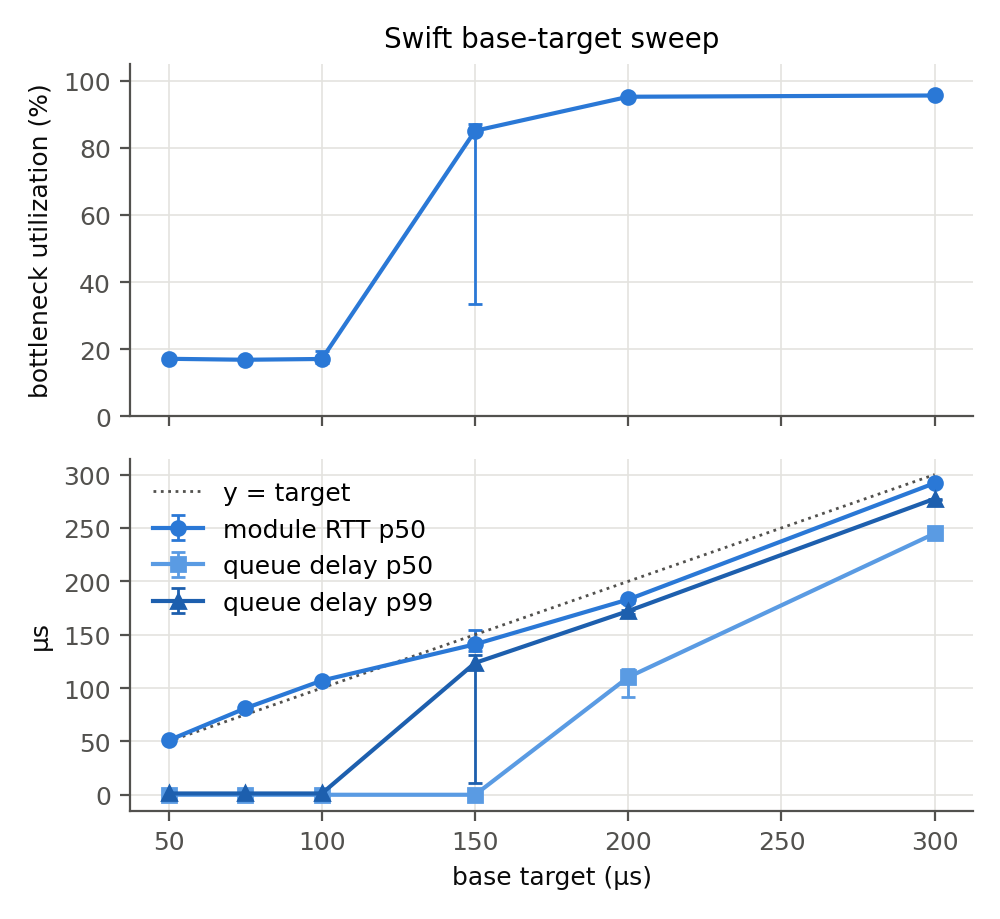 Swift base-target sweep
bottleneck utilization (%)
100
80
60
40
20
0
300
250
200
150
100
50
0
µs
y = target
module RTT p50
queue delay p50
queue delay p99
50 100 150 200 250 300
base target (µs)